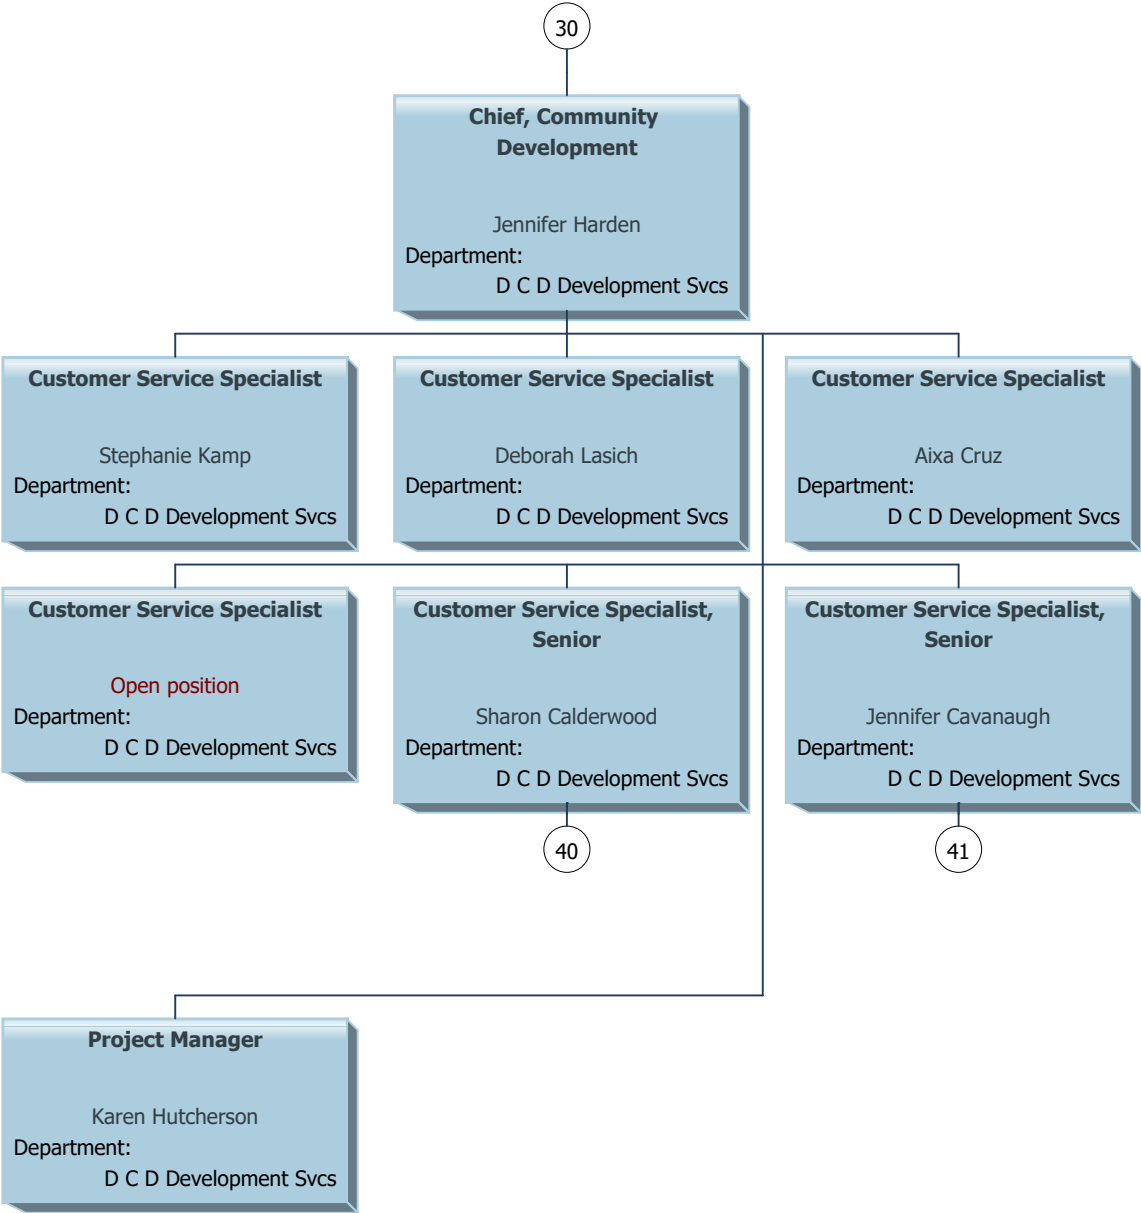 30
Chief, Community
Development
Jennifer Harden
Department:
D C D Development Svcs
Customer Service Specialist
Stephanie Kamp
Department:
D C D Development Svcs
Customer Service Specialist
Deborah Lasich
Department:
D C D Development Svcs
Customer Service Specialist
Aixa Cruz
Department:
D C D Development Svcs
Customer Service Specialist
Open position
Department:
D C D Development Svcs
Customer Service Specialist,
Senior
Sharon Calderwood
Department:
D C D Development Svcs
40
Customer Service Specialist,
Senior
Jennifer Cavanaugh
Department:
D C D Development Svcs
41
Project Manager
Karen Hutcherson
Department:
D C D Development Svcs